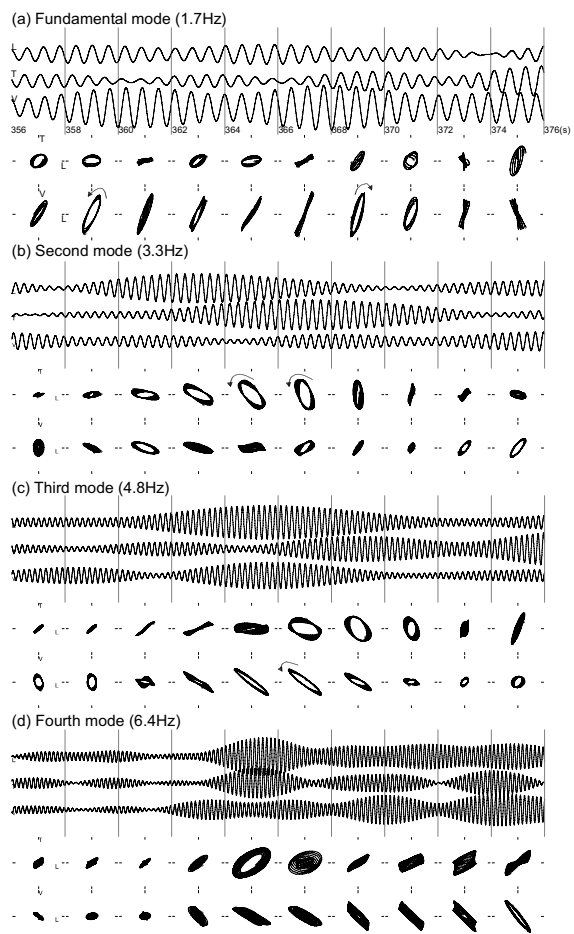 (a) Fundamental mode (1.7Hz)
L
T
V
356 358 360 362 364 366 368 370 372 374 376(s)
T
L
V
L
(b) Second mode (3.3Hz)
L
T
V
T
L
V
L
(c) Third mode (4.8Hz)
T
L
V
L
(d) Fourth mode (6.4Hz)
L
T
L
V
L